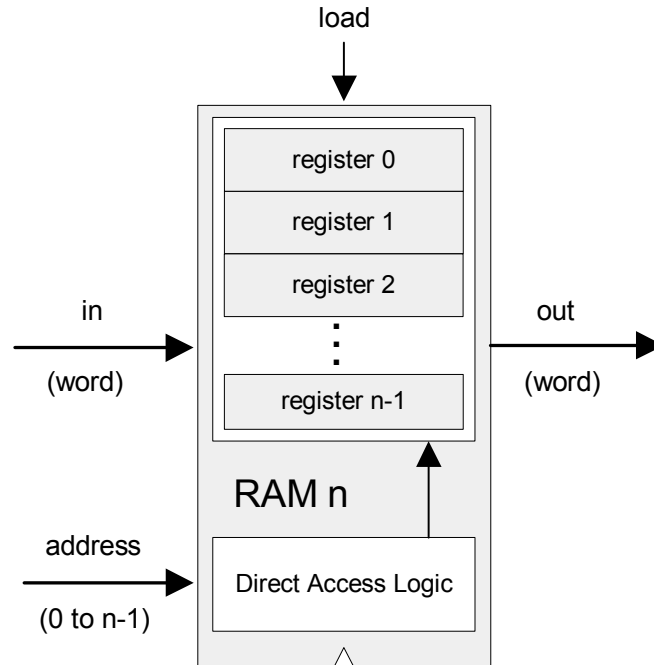 load
register 0
register 1
register 2
in
out
(word)
(word)
register n-1
RAM n
address
Direct Access Logic
(0 to n-1)